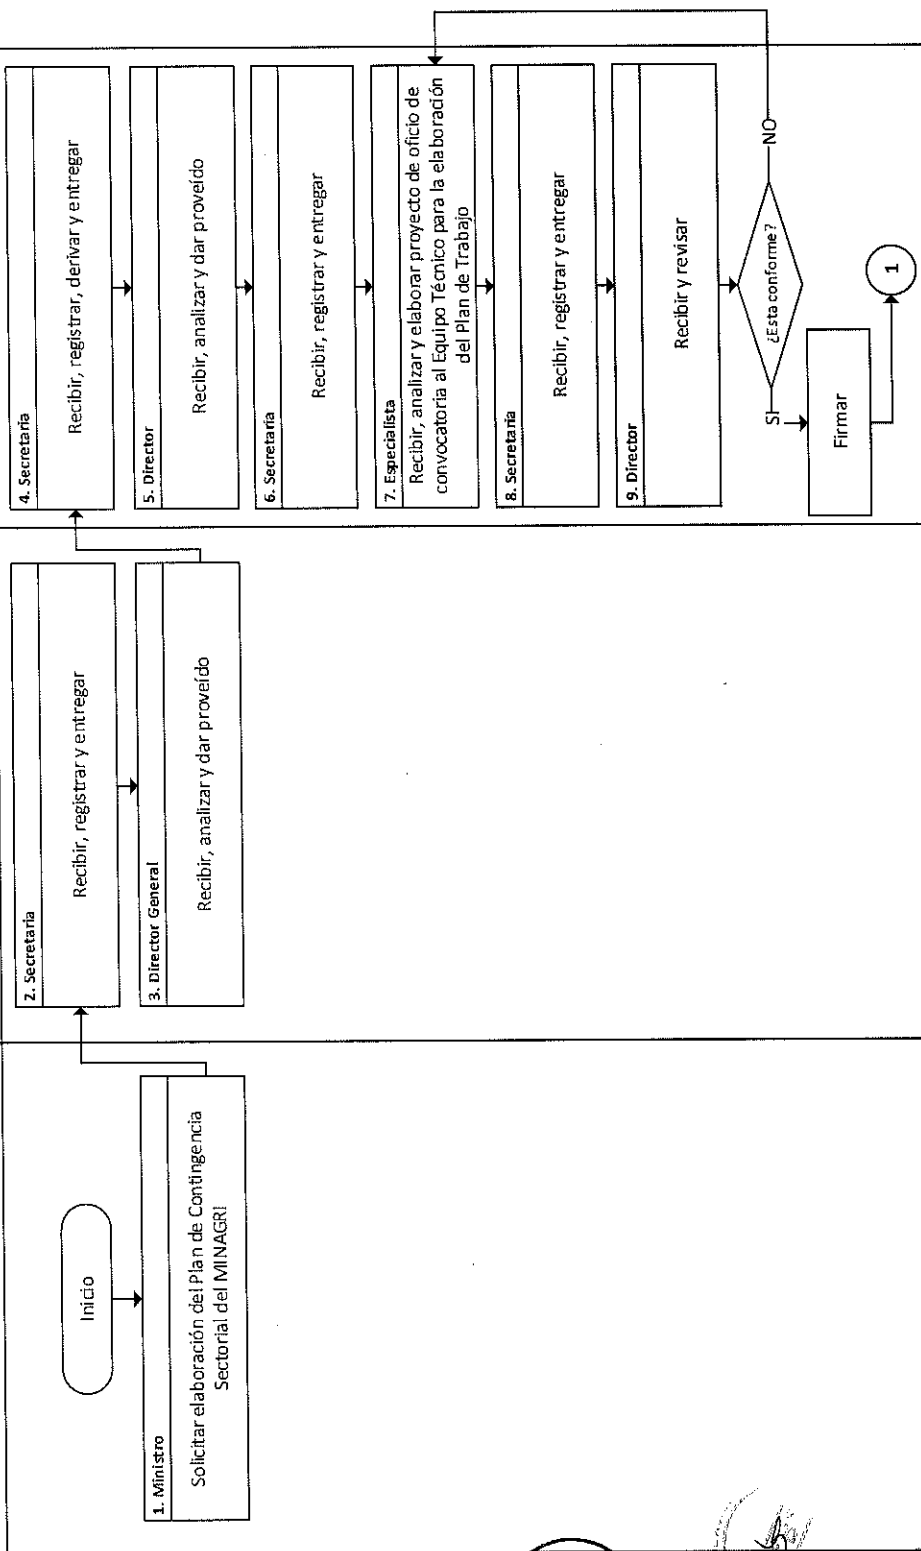 Inicio
1. Ministro
Solicitar elaboración del Plan de Contingencia
Sectorial del MINAGRI
2. Secretaria
Recibir, registrar y entregar
3. Director General
Recibir, analizar y dar proveído
4. Secretaria
Recibir, registrar, derivar y entregar
5. Director
Recibir, analizar y dar proveído
6. Secretaria
Recibir, registrar y entregar
7. Especialista
Recibir, analizar y elaborar proyecto de oficio de
convocatoria al Equipo Técnico para la elaboración
del Plan de Trabajo
8. Secretaria
Recibir, registrar y entregar
9. Director
Recibir y revisar
¿Esta conforme?
NO
SI
Firmar
1